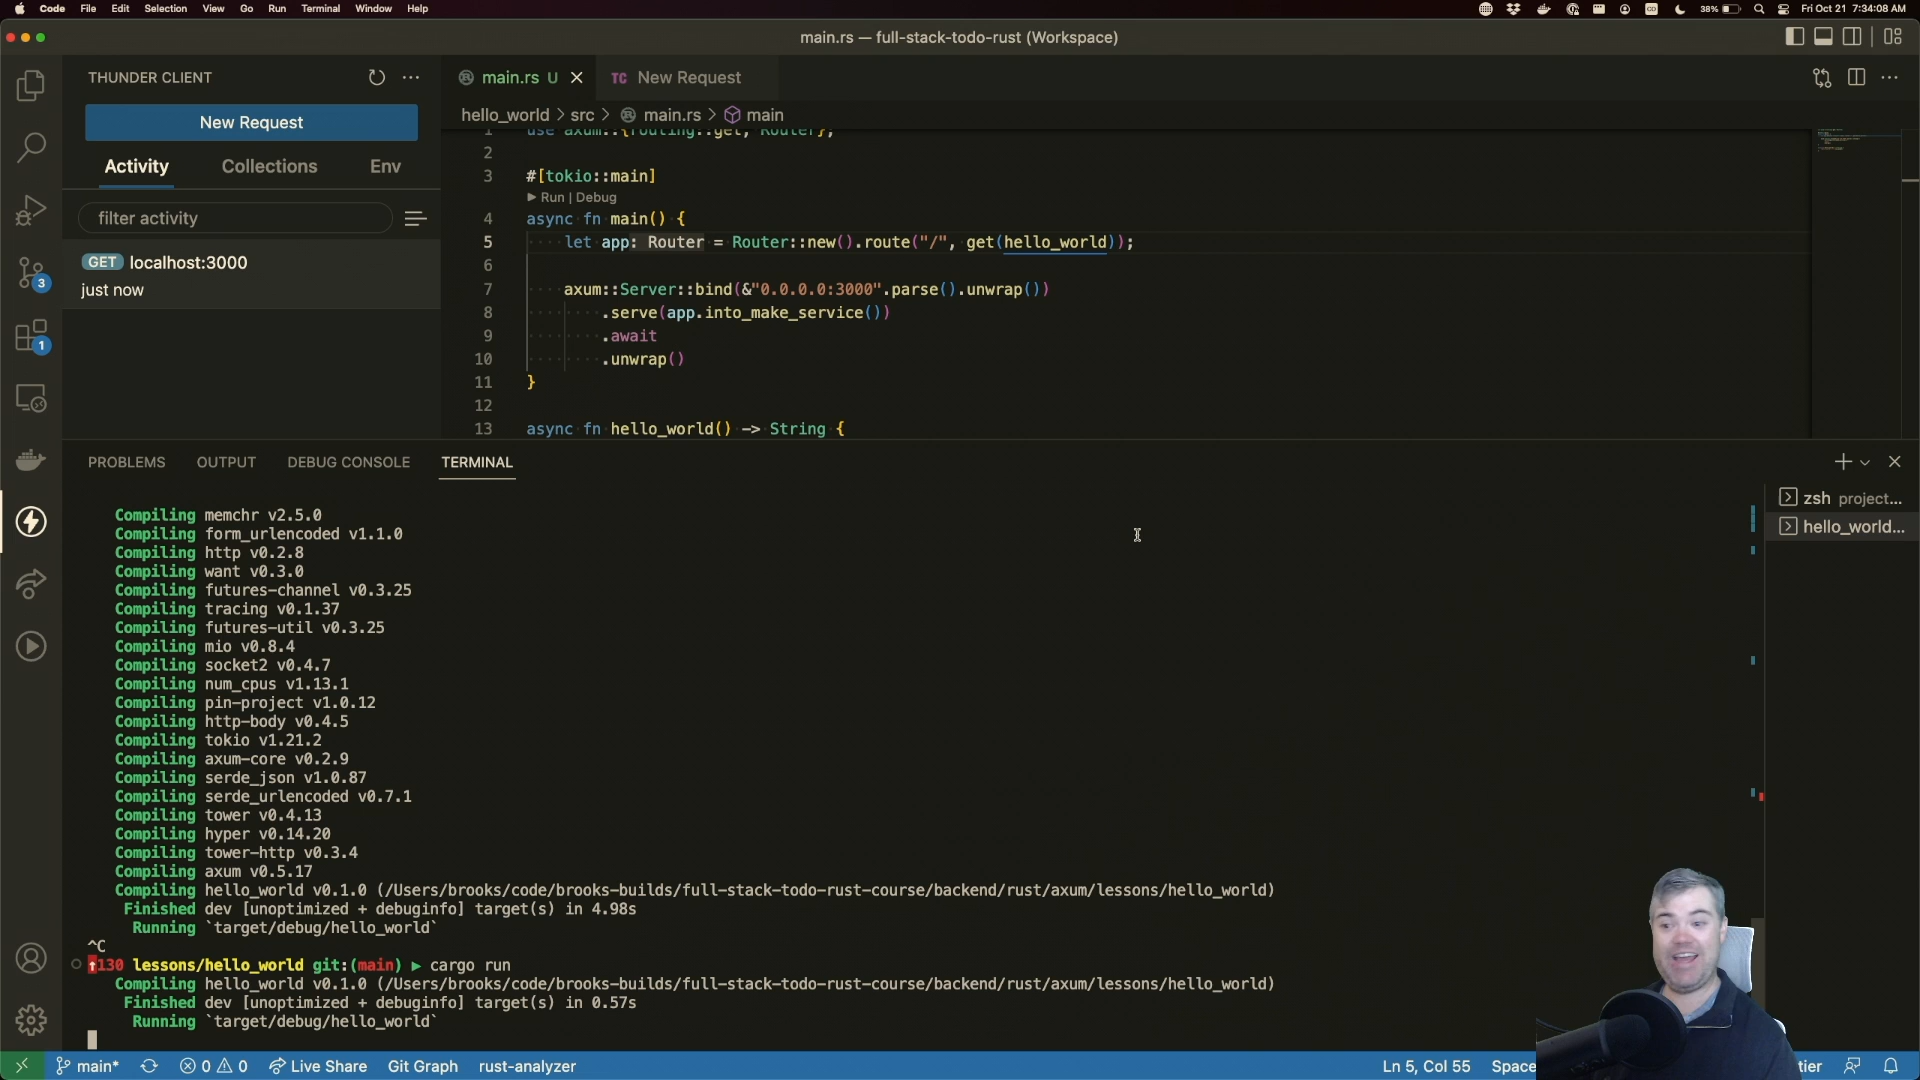 Code File Edit Selection View Go Run Terminal Window Help 38% Fri Oct 21 7:34:08 AM
main.rs — full-stack-todo-rust (Workspace)
THUNDER CLIENT
New Request
Activity Collections Env
filter activity
GET localhost:3000
just now
3
1
main.rs U
TC New Request
hello_world > src > main.rs > main
1 use axum::{routing::get, Router};
2
3 #[tokio::main]
Run | Debug
4 async fn main() {
5 let app: Router = Router::new().route("/", get(hello_world));
6
7 axum::Server::bind(&"0.0.0.0:3000".parse().unwrap())
8 .serve(app.into_make_service())
9 .await
10 .unwrap()
11 }
12
13 async fn hello_world() -> String {
PROBLEMS OUTPUT DEBUG CONSOLE TERMINAL
zsh project...
hello_world...
Compiling memchr v2.5.0
Compiling form_urlencoded v1.1.0
Compiling http v0.2.8
Compiling want v0.3.0
Compiling futures-channel v0.3.25
Compiling tracing v0.1.37
Compiling futures-util v0.3.25
Compiling mio v0.8.4
Compiling socket2 v0.4.7
Compiling num_cpus v1.13.1
Compiling pin-project v1.0.12
Compiling http-body v0.4.5
Compiling tokio v1.21.2
Compiling axum-core v0.2.9
Compiling serde_json v1.0.87
Compiling serde_urlencoded v0.7.1
Compiling tower v0.4.13
Compiling hyper v0.14.20
Compiling tower-http v0.3.4
Compiling axum v0.5.17
Compiling hello_world v0.1.0 (/Users/brooks/code/brooks-builds/full-stack-todo-rust-course/backend/rust/axum/lessons/hello_world)
Finished dev [unoptimized + debuginfo] target(s) in 4.98s
Running `target/debug/hello_world`
^C
↑130 lessons/hello_world git:(main) ▶ cargo run
Compiling hello_world v0.1.0 (/Users/brooks/code/brooks-builds/full-stack-todo-rust-course/backend/rust/axum/lessons/hello_world)
Finished dev [unoptimized + debuginfo] target(s) in 0.57s
Running `target/debug/hello_world`
main* 0 0 Live Share Git Graph rust-analyzer Ln 5, Col 55 Space tier